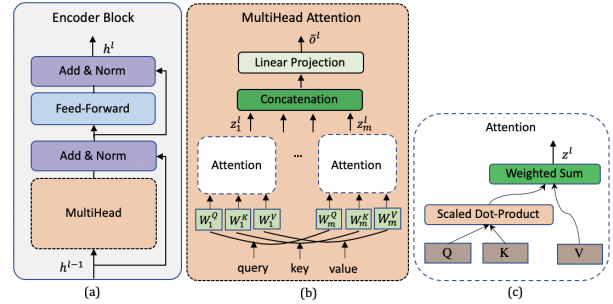 Encoder Block
h^l
Add & Norm
Feed-Forward
Add & Norm
MultiHead
h^{l-1}
(a)
MultiHead Attention
õ^l
Linear Projection
Concatenation
z_1^l z_m^l
Attention ... Attention
W_1^Q W_1^K W_1^V W_m^Q W_m^K W_m^V
query key value
(b)
Attention
z^l
Weighted Sum
Scaled Dot-Product
Q K V
(c)